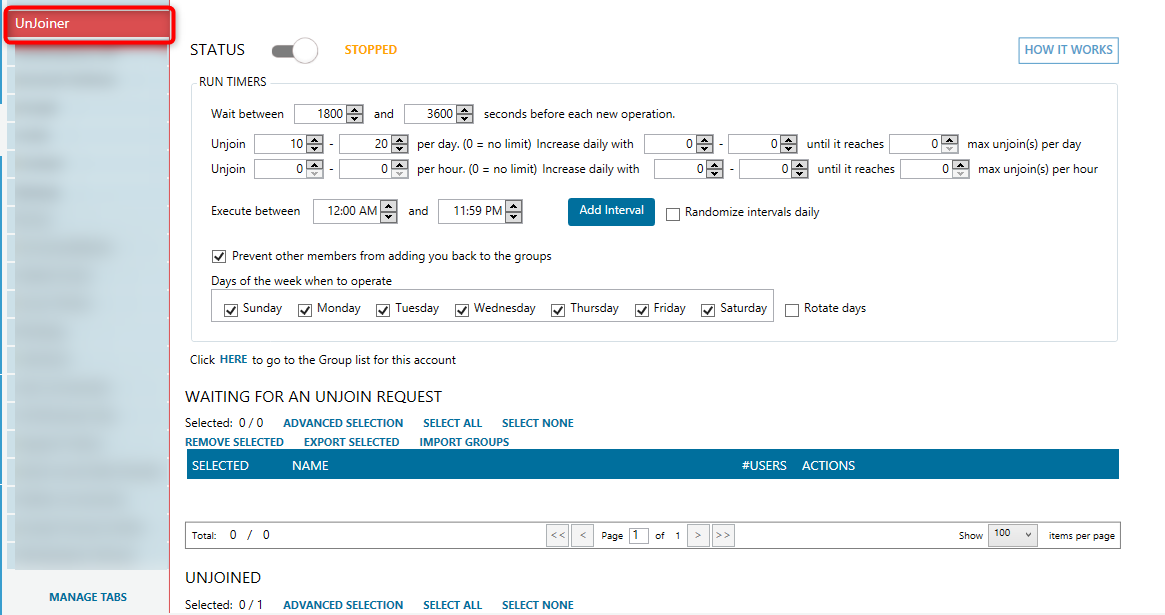 UnJoiner
STATUS STOPPED HOW IT WORKS
RUN TIMERS
Wait between 1800 and 3600 seconds before each new operation.
Unjoin 10 - 20 per day. (0 = no limit) Increase daily with 0 - 0 until it reaches 0 max unjoin(s) per day
Unjoin 0 - 0 per hour. (0 = no limit) Increase daily with 0 - 0 until it reaches 0 max unjoin(s) per hour
Execute between 12:00 AM and 11:59 PM Add Interval Randomize intervals daily
Prevent other members from adding you back to the groups
Days of the week when to operate
Sunday Monday Tuesday Wednesday Thursday Friday Saturday Rotate days
Click HERE to go to the Group list for this account
WAITING FOR AN UNJOIN REQUEST
Selected: 0 / 0 ADVANCED SELECTION SELECT ALL SELECT NONE
REMOVE SELECTED EXPORT SELECTED IMPORT GROUPS
SELECTED NAME #USERS ACTIONS
Total: 0 / 0 << < Page 1 of 1 > >> Show 100 items per page
UNJOINED
MANAGE TABS
Selected: 0 / 1 ADVANCED SELECTION SELECT ALL SELECT NONE